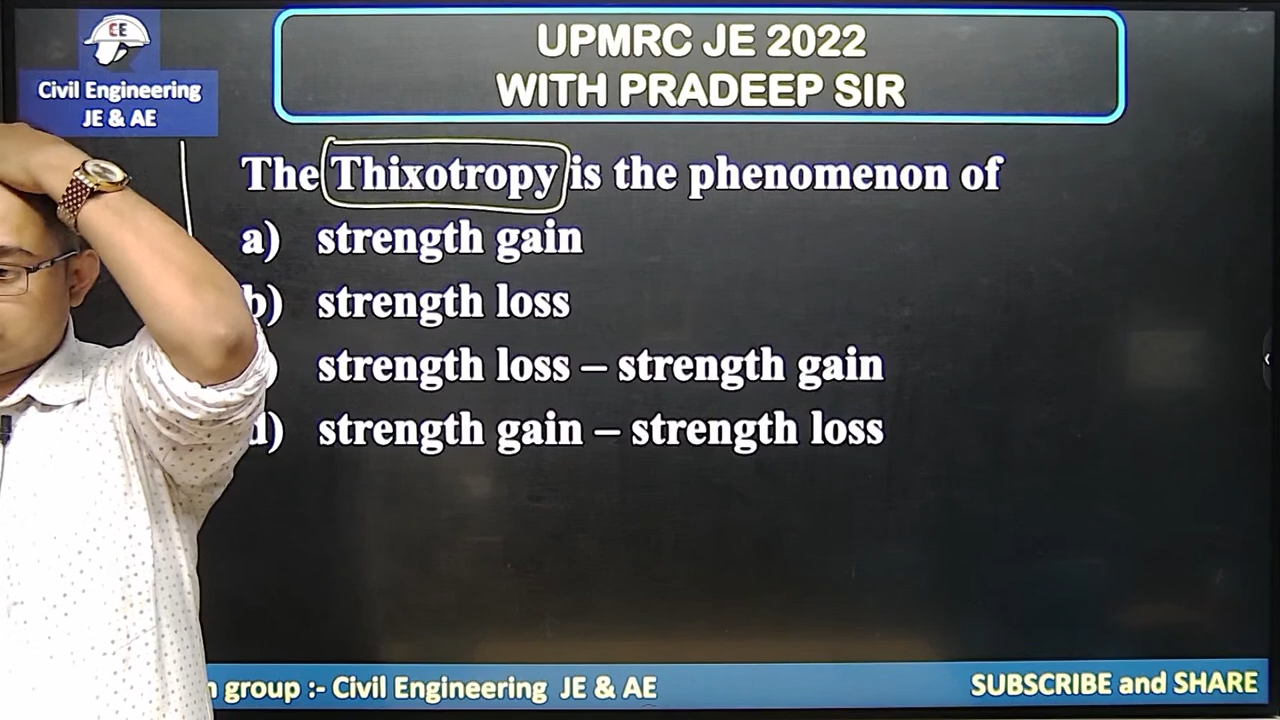 EE
Civil Engineering
JE & AE
UPMRC JE 2022
WITH PRADEEP SIR
The Thixotropy is the phenomenon of
a) strength gain
b) strength loss
strength loss – strength gain
d) strength gain – strength loss
group :- Civil Engineering JE & AE
SUBSCRIBE and SHARE